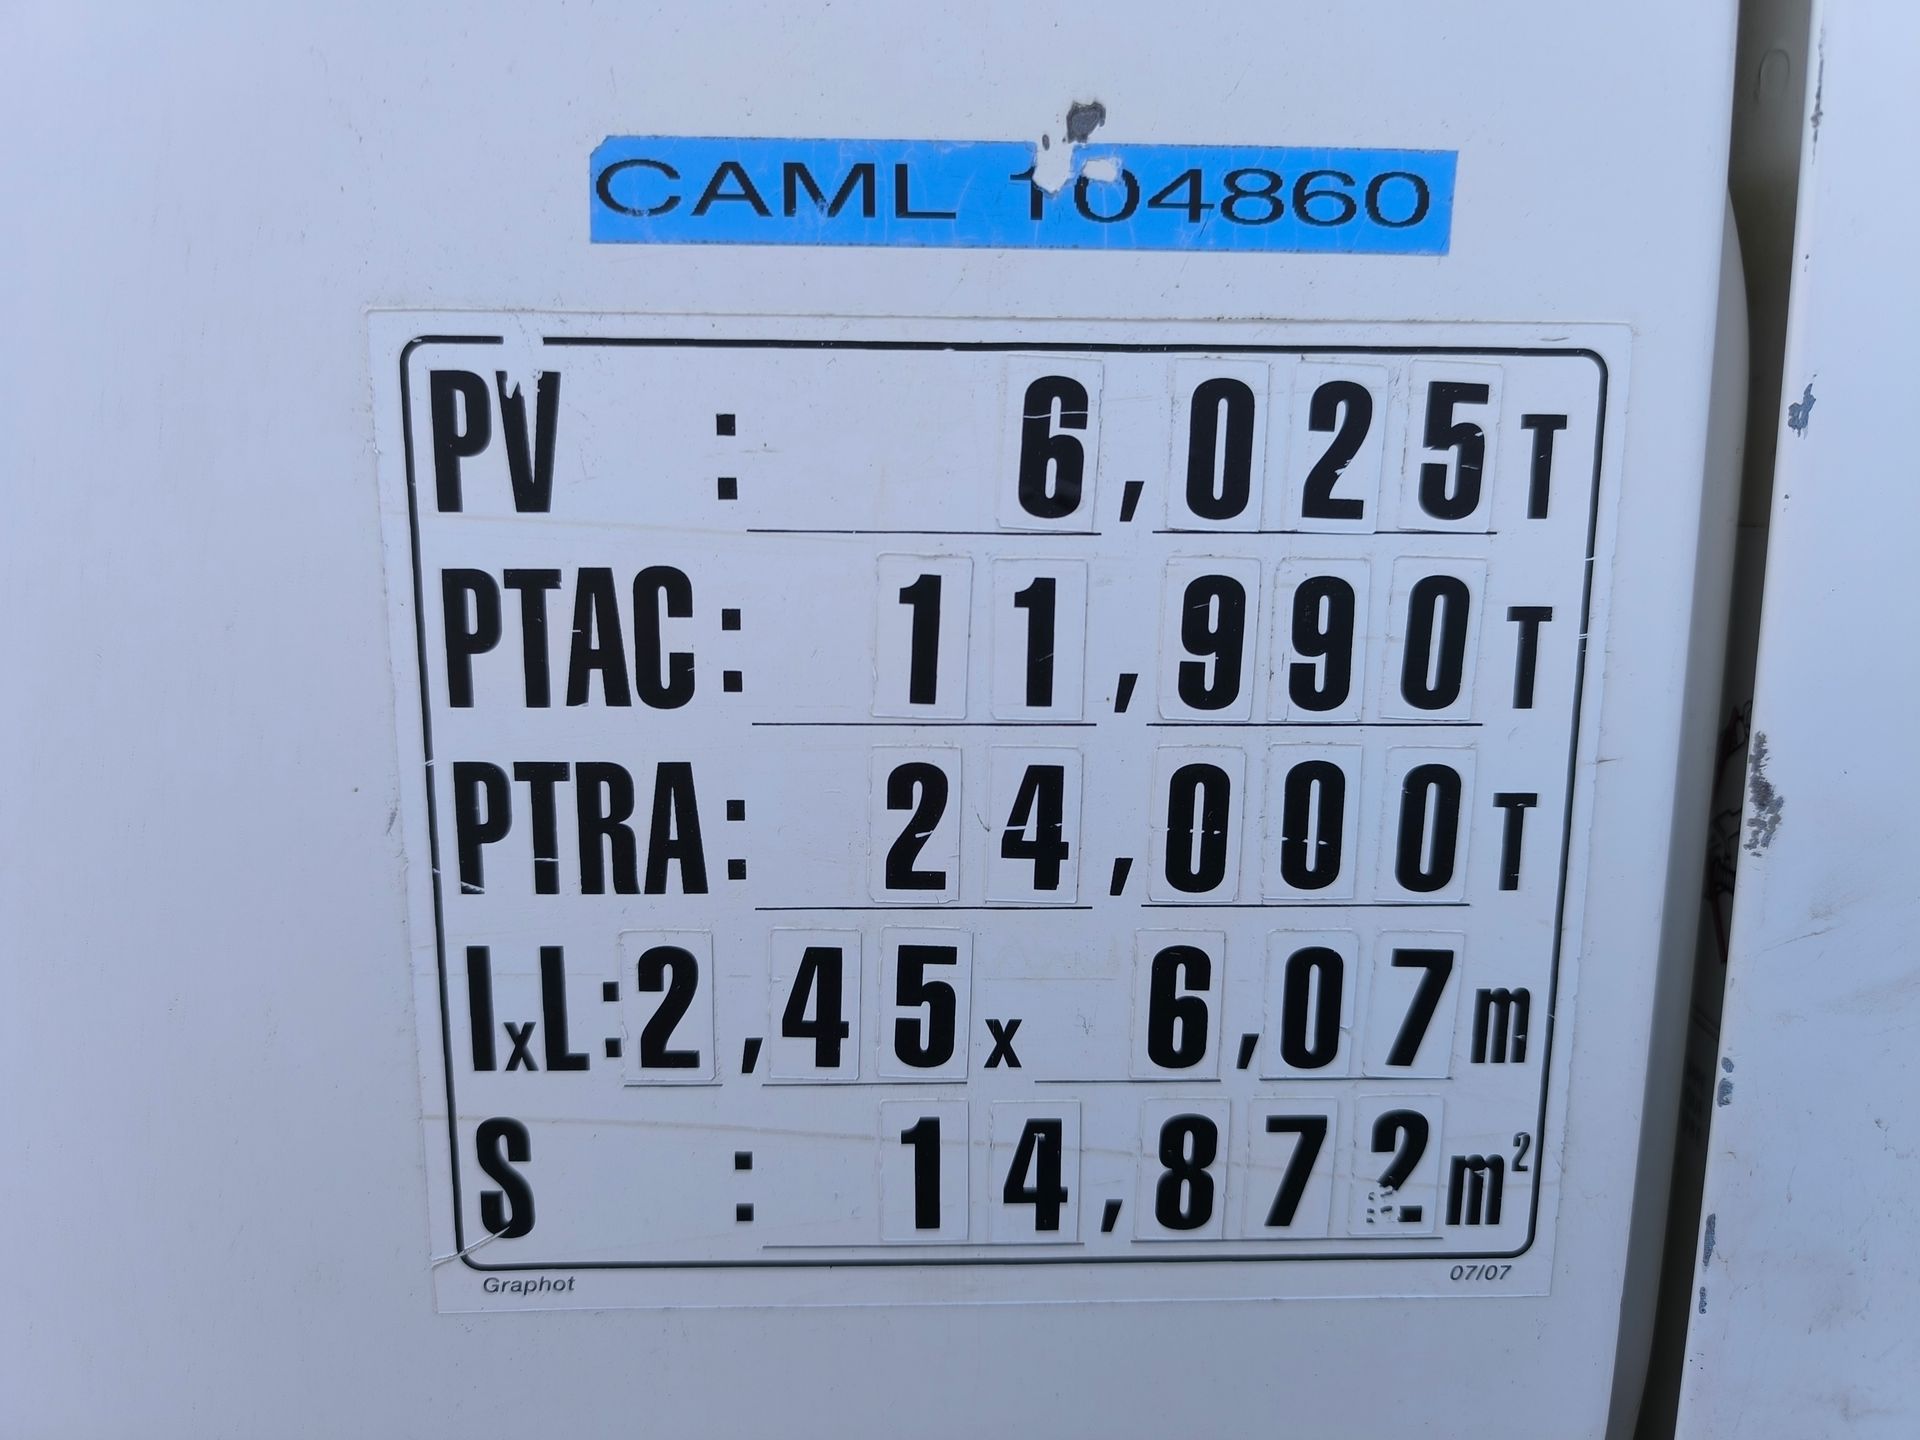 CAML 104860
PV : 6,025 T
PTAC : 11,990 T
PTRA : 24,000 T
lxL: 2,45 x 6,07 m
S : 14,872 m²
Graphot 07/07